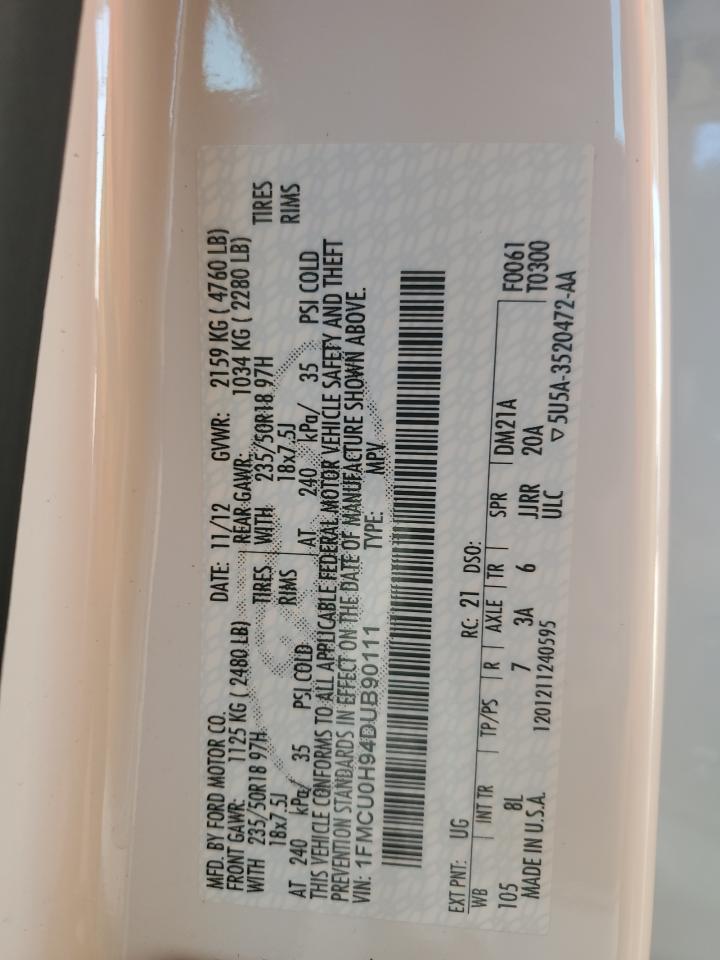 MFD. BY FORD MOTOR CO. DATE: 11/12 GVWR: 2159 KG ( 4760 LB)
FRONT GAWR: 1125 KG ( 2480 LB) REAR GAWR: 1034 KG ( 2280 LB)
WITH 235/50R18 97H TIRES WITH 235/50R18 97H TIRES
18x7.5J RIMS 18x7.5J RIMS
AT 240 kPa/ 35 PSI COLD AT 240 kPa/ 35 PSI COLD
THIS VEHICLE CONFORMS TO ALL APPLICABLE FEDERAL MOTOR VEHICLE SAFETY AND THEFT
PREVENTION STANDARDS IN EFFECT ON THE DATE OF MANUFACTURE SHOWN ABOVE.
VIN: 1FMCU0H94DUB90111 TYPE: MPV
EXT PNT: UG RC: 21 DSO:
WB INT TR TP/PS R AXLE TR SPR DM21A F0061
105 8L 7 3A 6 JJRR 20A T0300
MADE IN U.S.A. 1201211240595 ULC ▽5U5A-3520472-AA